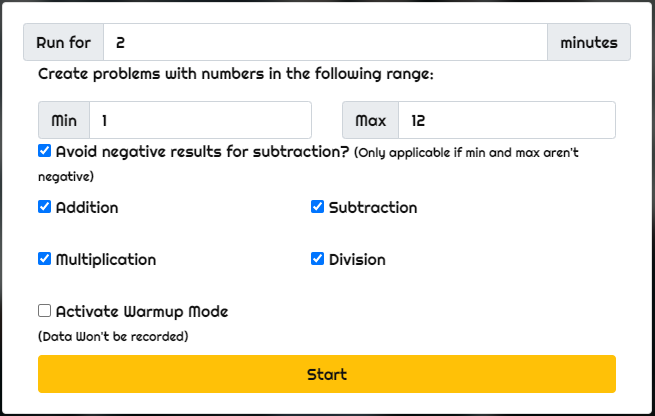 Run for 2 minutes
Create problems with numbers in the following range:
Min 1 Max 12
Avoid negative results for subtraction? (Only applicable if min and max aren't
negative)
Addition Subtraction
Multiplication Division
Activate Warmup Mode
(Data Won't be recorded)
Start